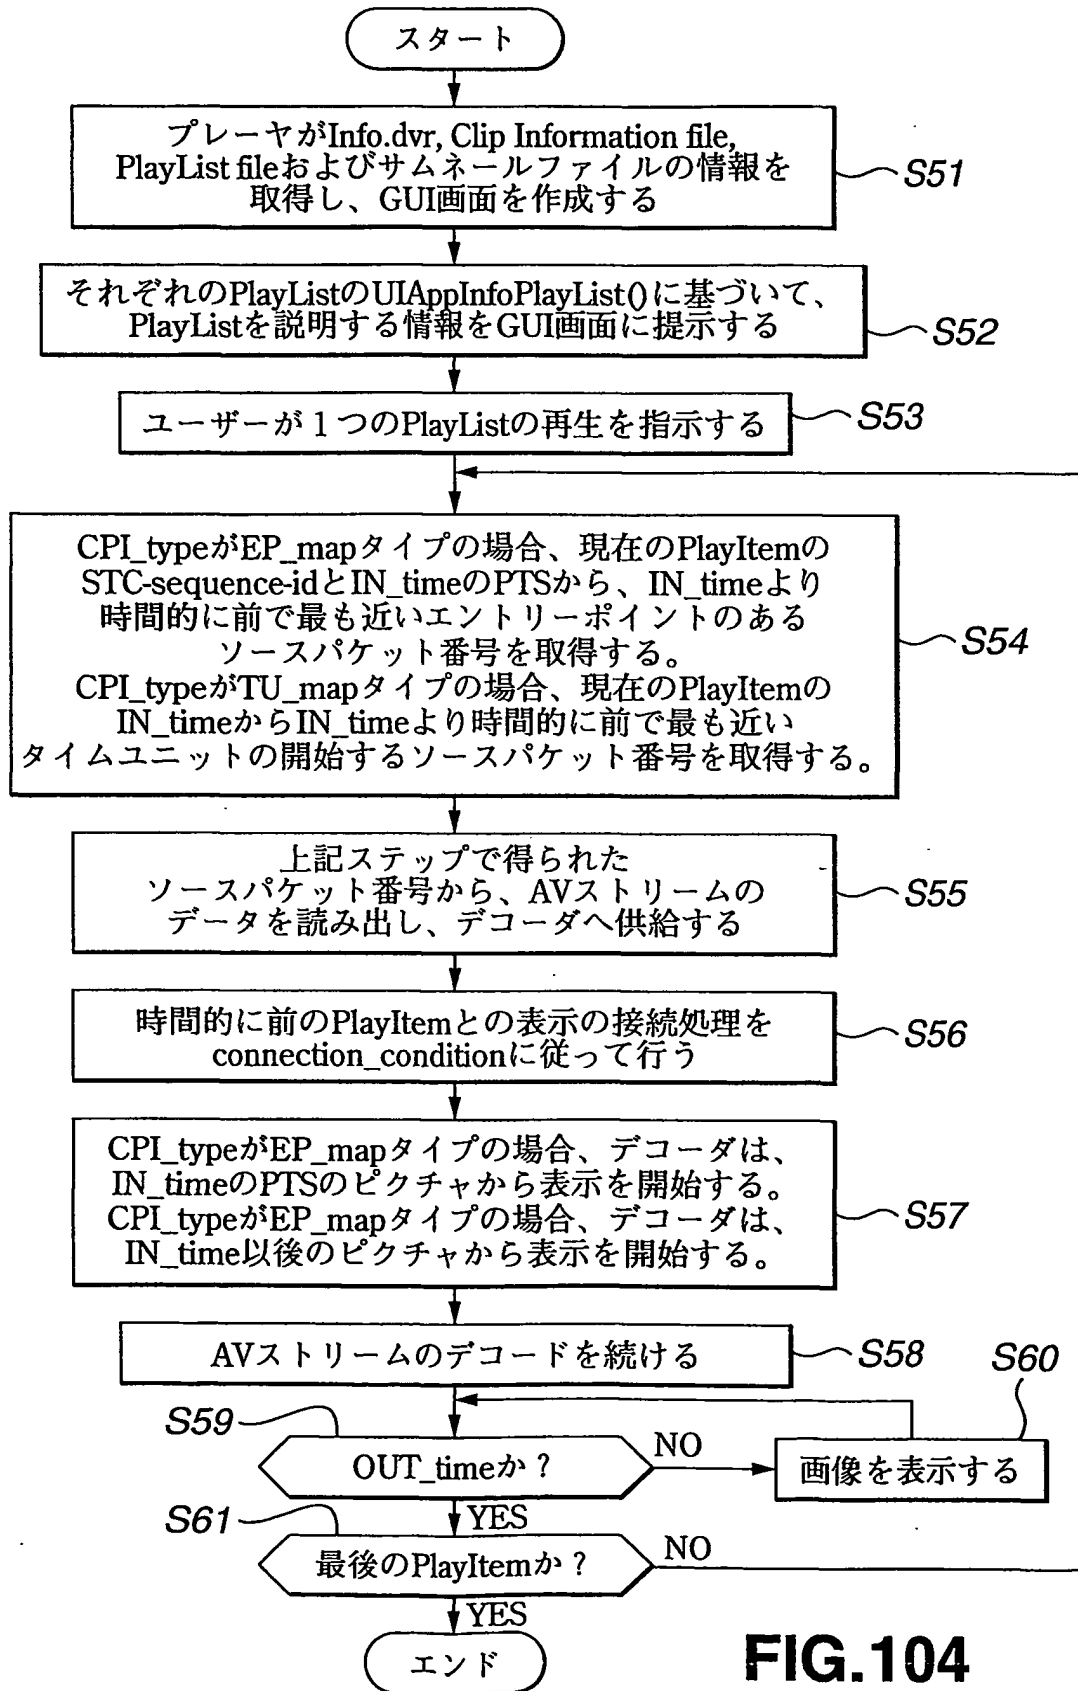 スタート
プレーヤがInfo.dvr, Clip Information file,
PlayList fileおよびサムネールファイルの情報を
取得し、GUI画面を作成する
S51
それぞれのPlayListのUIAppInfoPlayList()に基づいて、
PlayListを説明する情報をGUI画面に提示する
S52
ユーザーが１つのPlayListの再生を指示する
S53
CPI_typeがEP_mapタイプの場合、現在のPlayItemの
STC-sequence-idとIN_timeのPTSから、IN_timeより
時間的に前で最も近いエントリーポイントのある
ソースパケット番号を取得する。
CPI_typeがTU_mapタイプの場合、現在のPlayItemの
IN_timeからIN_timeより時間的に前で最も近い
タイムユニットの開始するソースパケット番号を取得する。
S54
上記ステップで得られた
ソースパケット番号から、AVストリームの
データを読み出し、デコーダへ供給する
S55
時間的に前のPlayItemとの表示の接続処理を
connection_conditionに従って行う
S56
CPI_typeがEP_mapタイプの場合、デコーダは、
IN_timeのPTSのピクチャから表示を開始する。
CPI_typeがEP_mapタイプの場合、デコーダは、
IN_time以後のピクチャから表示を開始する。
S57
AVストリームのデコードを続ける
S58
S60
S59
OUT_timeか？
NO
画像を表示する
YES
S61
最後のPlayItemか？
NO
YES
エンド
FIG.104